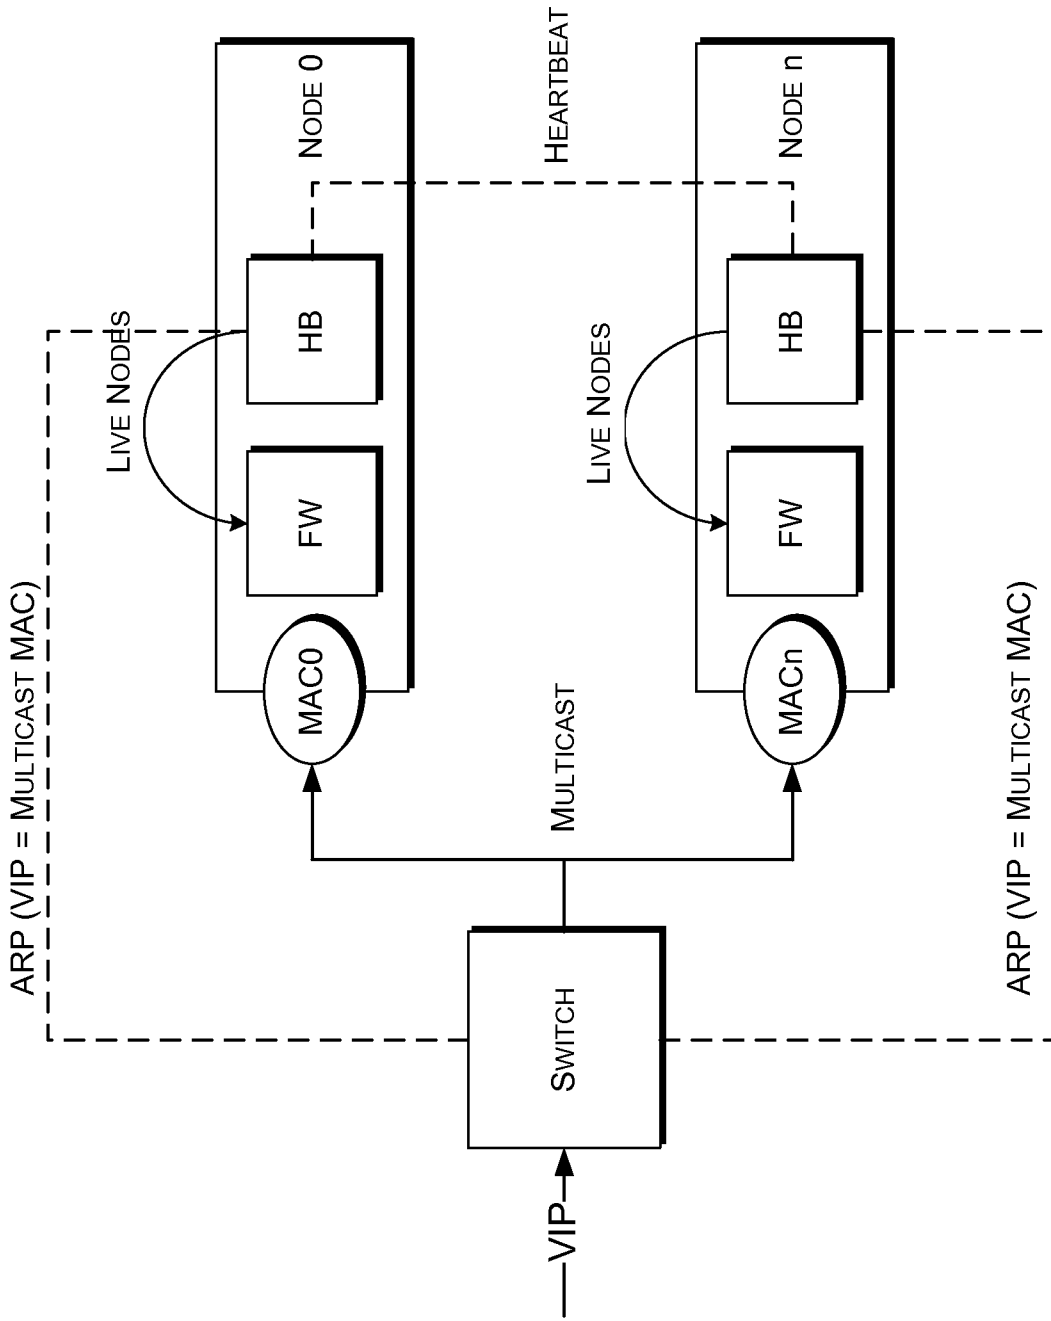 ARP (VIP = MULTICAST MAC)
LIVE NODES
MAC0
FW
HB
NODE 0
VIP
SWITCH
MULTICAST
HEARTBEAT
LIVE NODES
MACn
FW
HB
NODE n
ARP (VIP = MULTICAST MAC)